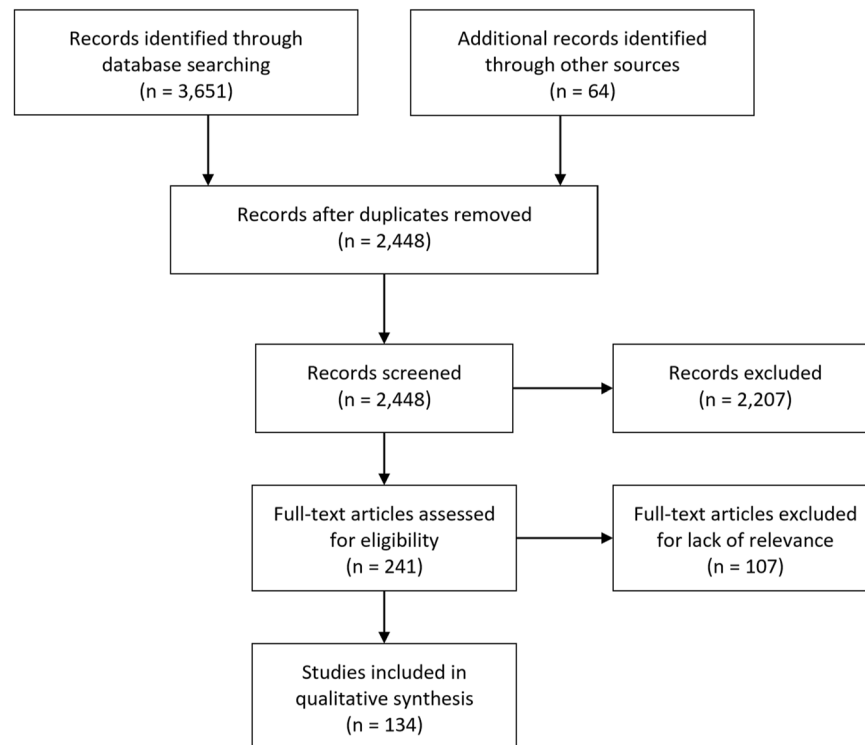 Records identified through
database searching
(n = 3,651)
Additional records identified
through other sources
(n = 64)
Records after duplicates removed
(n = 2,448)
Records screened
(n = 2,448)
Records excluded
(n = 2,207)
Full-text articles assessed
for eligibility
(n = 241)
Full-text articles excluded
for lack of relevance
(n = 107)
Studies included in
qualitative synthesis
(n = 134)